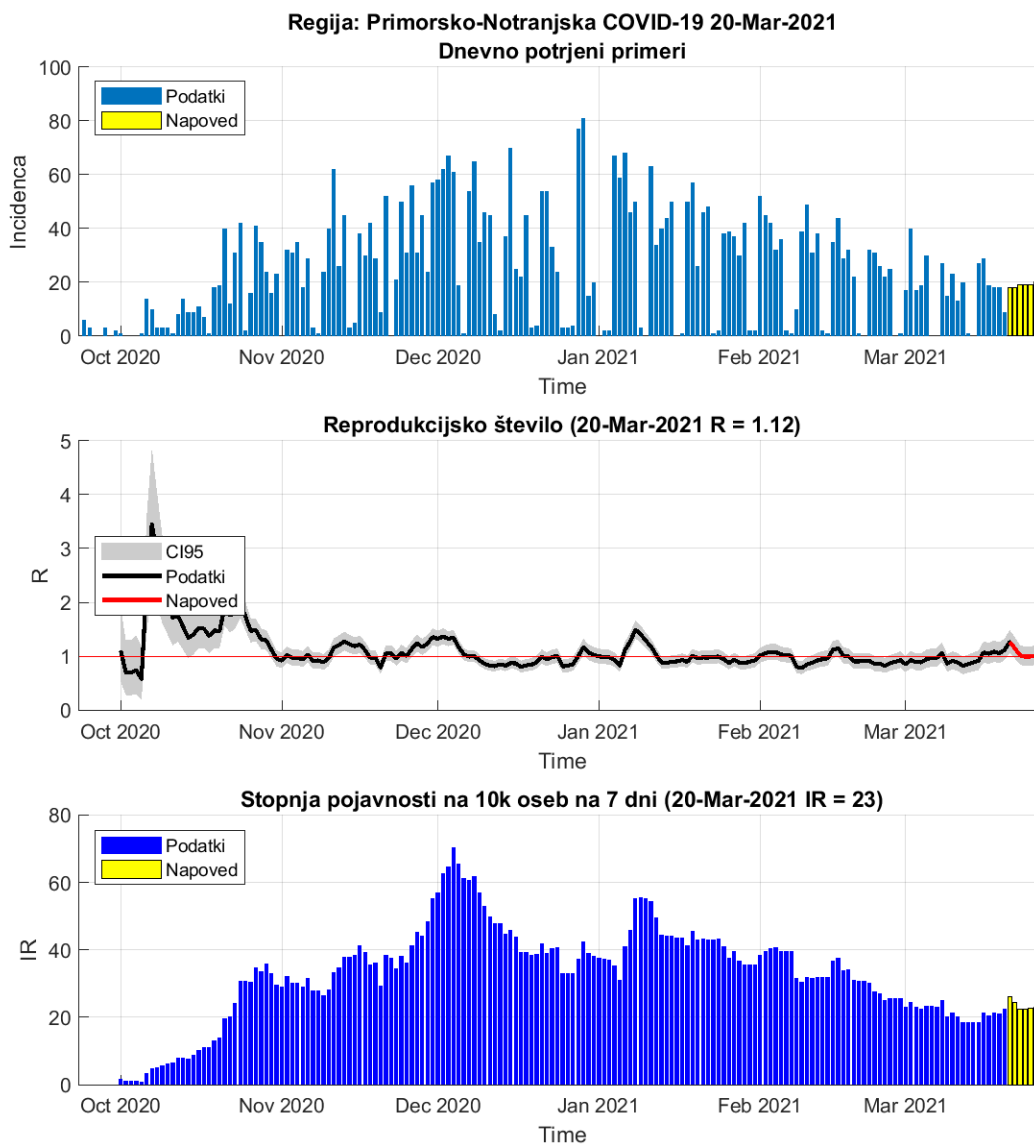 Regija: Primorsko-Notranjska COVID-19 20-Mar-2021
Dnevno potrjeni primeri
100
80
60
40
20
0
Incidenca
Podatki
Napoved
Oct 2020 Nov 2020 Dec 2020 Jan 2021 Feb 2021 Mar 2021
Time
Reprodukcijsko število (20-Mar-2021 R = 1.12)
5
4
3
2
1
0
R
CI95
Podatki
Napoved
Oct 2020 Nov 2020 Dec 2020 Jan 2021 Feb 2021 Mar 2021
Time
Stopnja pojavnosti na 10k oseb na 7 dni (20-Mar-2021 IR = 23)
80
60
40
20
0
IR
Podatki
Napoved
Oct 2020 Nov 2020 Dec 2020 Jan 2021 Feb 2021 Mar 2021
Time